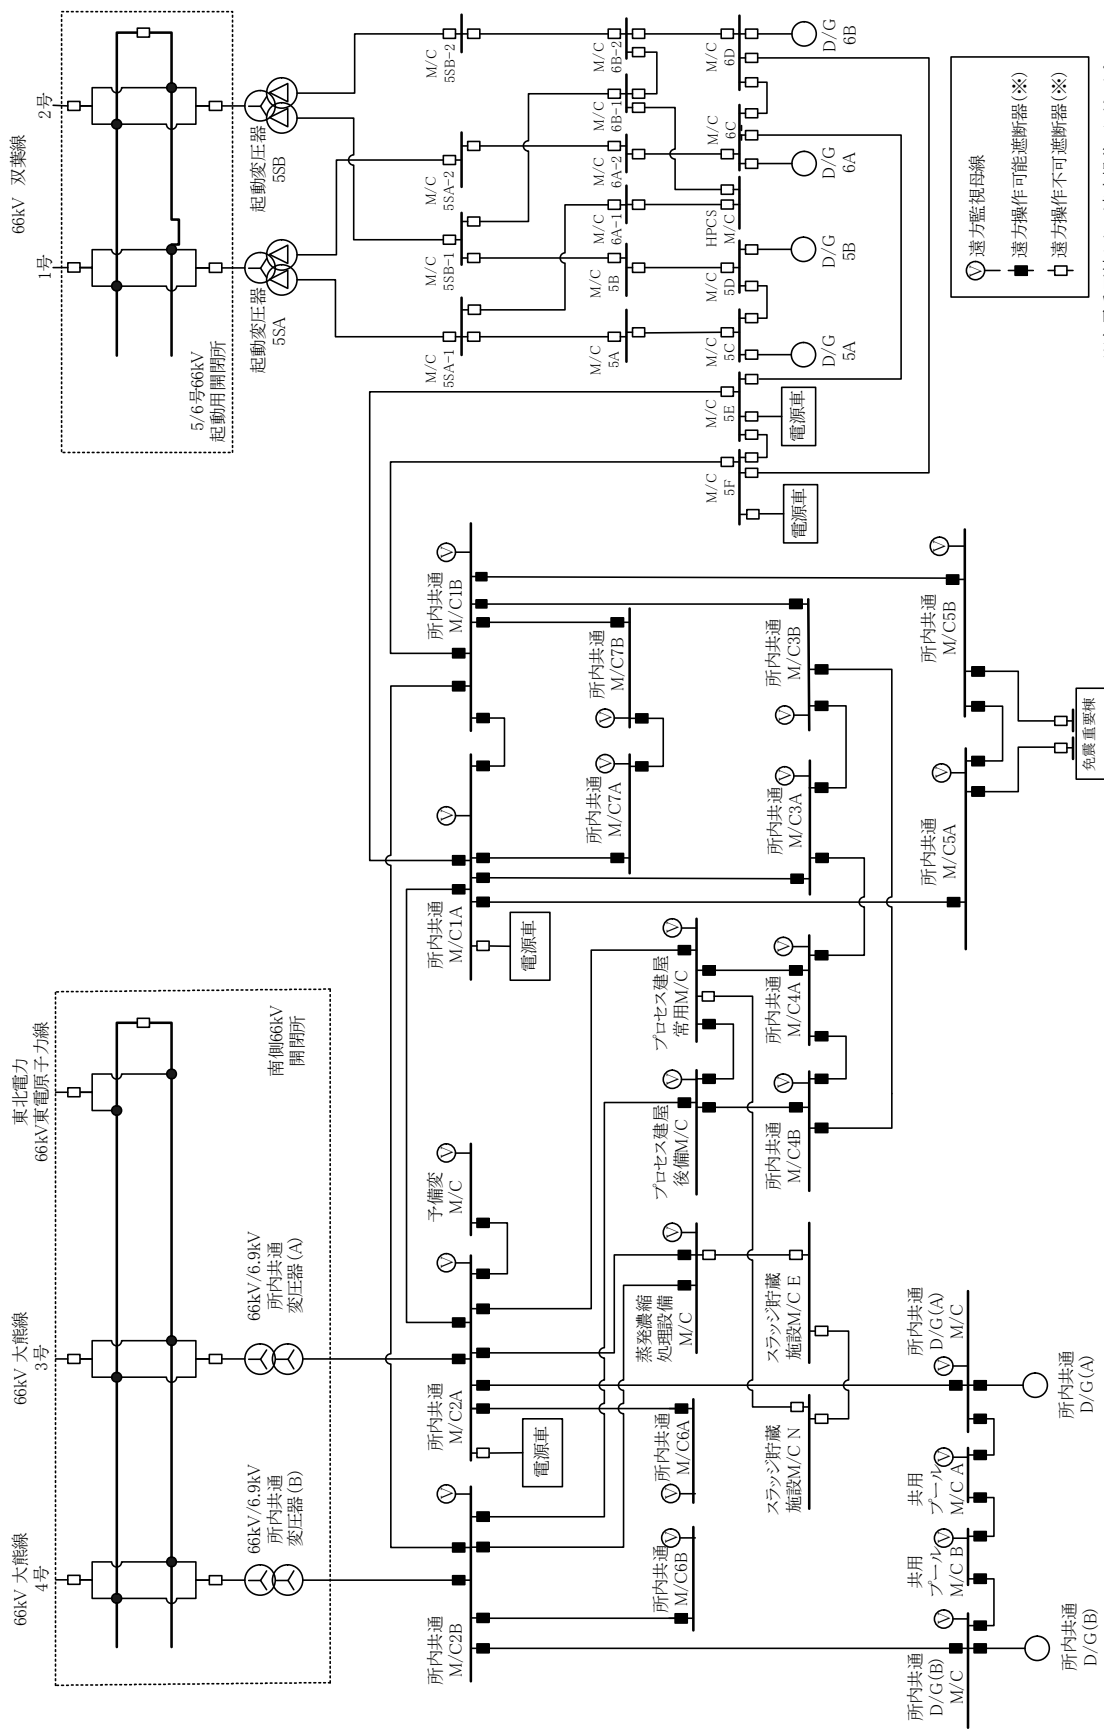 66kV 大熊線
4号
66kV 大熊線
3号
東北電力
66kV東電原子力線
南側66kV
開閉所
66kV/6.9kV
所内共通
変圧器(B)
66kV/6.9kV
所内共通
変圧器(A)
66kV 双葉線
1号
2号
5/6号66kV
起動用開閉所
起動変圧器
5SA
起動変圧器
5SB
所内共通
M/C2B
所内共通
M/C2A
電源車
予備変
M/C
所内共通
M/C1A
電源車
所内共通
M/C1B
M/C
5SA-1
M/C
5SB-1
M/C
5SA-2
M/C
5SB-2
所内共通
M/C7A
所内共通
M/C7B
M/C
5A
M/C
5B
M/C
6A-1
M/C
6A-2
M/C
6B-1
M/C
6B-2
所内共通
M/C6B
所内共通
M/C6A
蒸発濃縮
処理設備
M/C
プロセス建屋
後備M/C
プロセス建屋
常用M/C
M/C
5F
電源車
M/C
5E
電源車
M/C
5C
M/C
5D
HPCS
M/C
M/C
6C
M/C
6D
D/G
5A
D/G
5B
D/G
6A
D/G
6B
スラッジ貯蔵
施設M/C N
スラッジ貯蔵
施設M/C E
所内共通
M/C4B
所内共通
M/C4A
所内共通
M/C3A
所内共通
M/C3B
所内共通
D/G(B)
M/C
共用
プール
M/C B
共用
プール
M/C A
所内共通
D/G(A)
M/C
所内共通
D/G(B)
所内共通
D/G(A)
所内共通
M/C5A
所内共通
M/C5B
免震重要棟
V 遠方監視母線
遠方操作可能遮断器(※)
遠方操作不可遮断器(※)